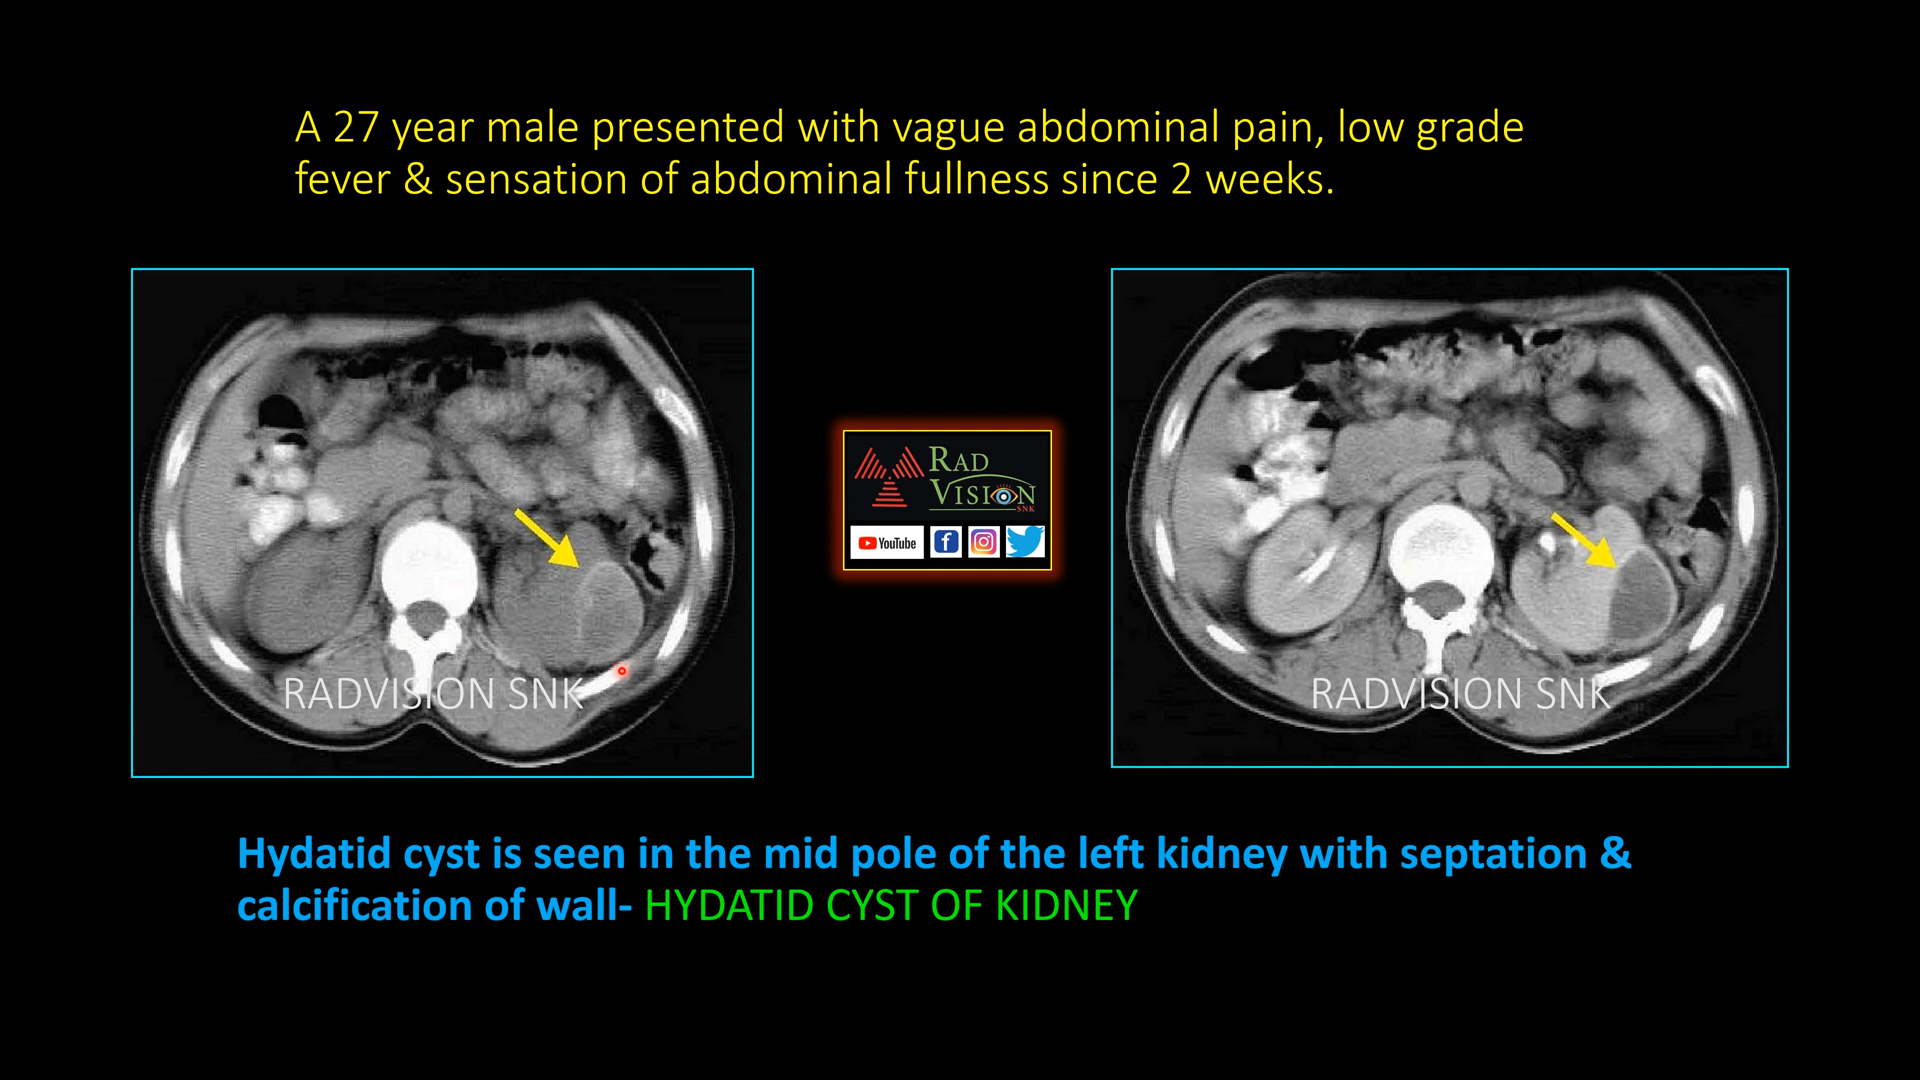 A 27 year male presented with vague abdominal pain, low grade
fever & sensation of abdominal fullness since 2 weeks.
RAD
VISION
SNK
YouTube
RADVISION SNK
RADVISION SNK
Hydatid cyst is seen in the mid pole of the left kidney with septation &
calcification of wall- HYDATID CYST OF KIDNEY